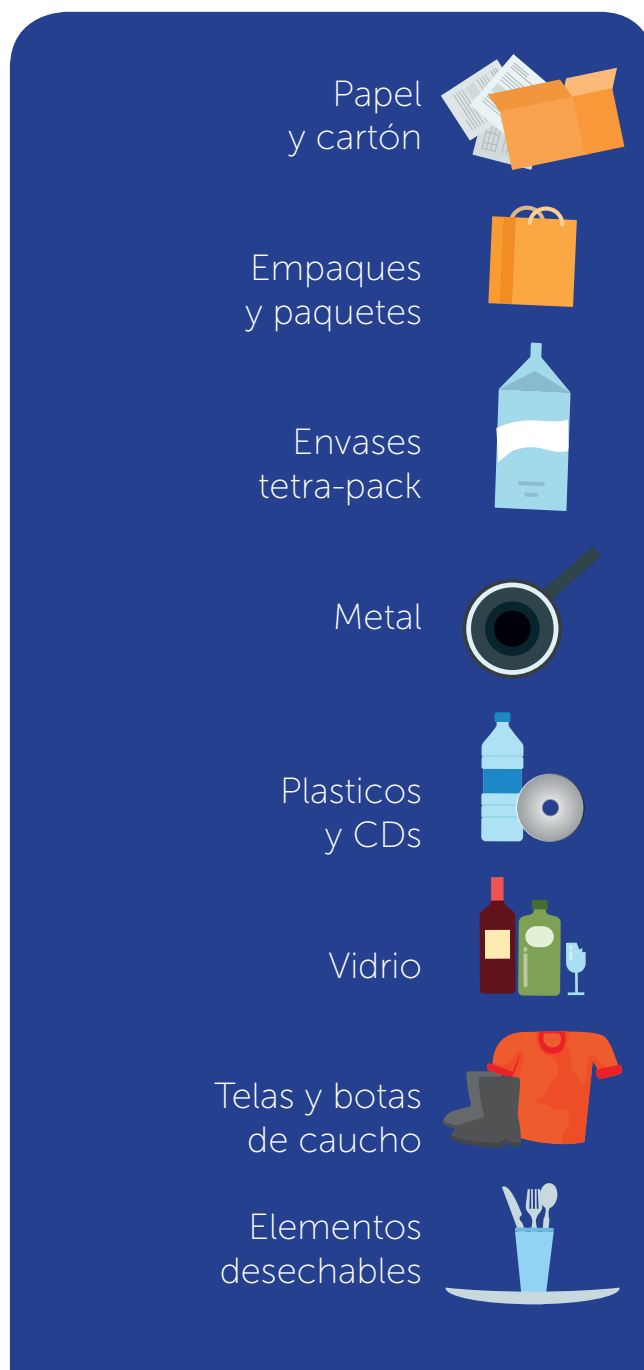 Papel
y cartón
Empaques
y paquetes
Envases
tetra-pack
Metal
Plasticos
y CDs
Vidrio
Telas y botas
de caucho
Elementos
desechables